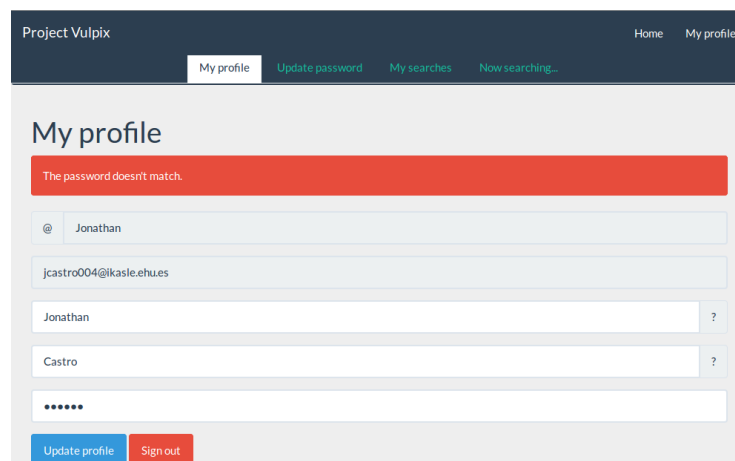 Project Vulpix Home My profile
My profile Update password My searches Now searching...
My profile
The password doesn't match.
@ Jonathan
jcastro004@ikasle.ehu.es
Jonathan ?
Castro ?
••••••
Update profile Sign out